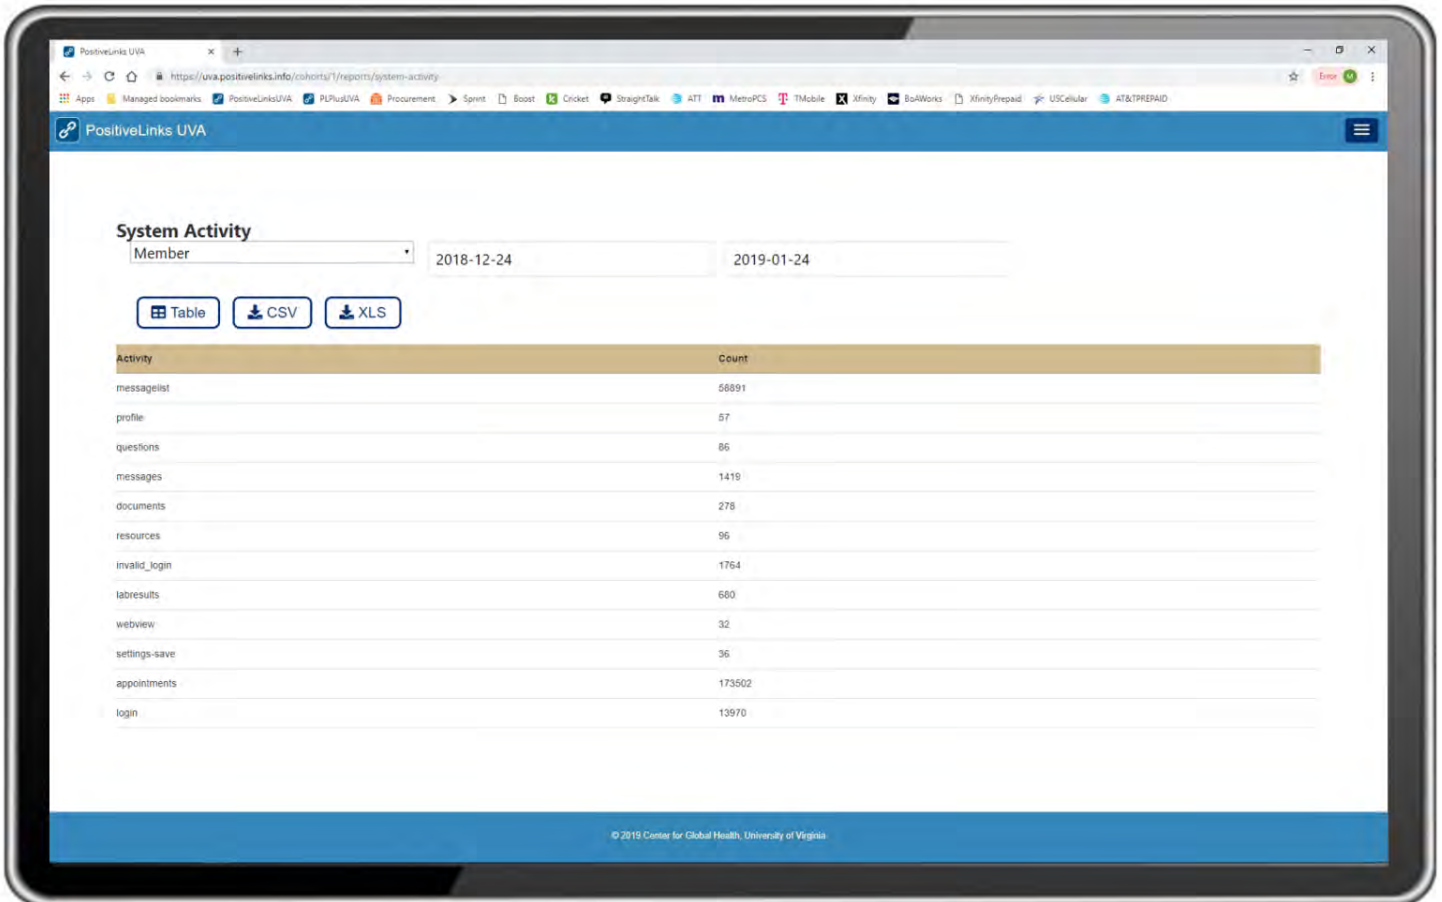 PositiveLinks UVA
https://uva.positivelinks.info/cohorts/1/reports/system-activity
Error M
Apps Managed bookmarks PositiveLinksUVA PLPlusUVA Procurement Sprint Boost Cricket StraightTalk ATT MetroPCS TMobile Xfinity BoAWorks XfinityPrepaid USCellular AT&TPREPAID
PositiveLinks UVA
System Activity
Member 2018-12-24 2019-01-24
Table CSV XLS
Activity Count
messagelist 58891
profile 57
questions 86
messages 1419
documents 278
resources 96
invalid_login 1764
labresults 680
webview 32
settings-save 36
appointments 173502
login 13970
© 2019 Center for Global Health, University of Virginia